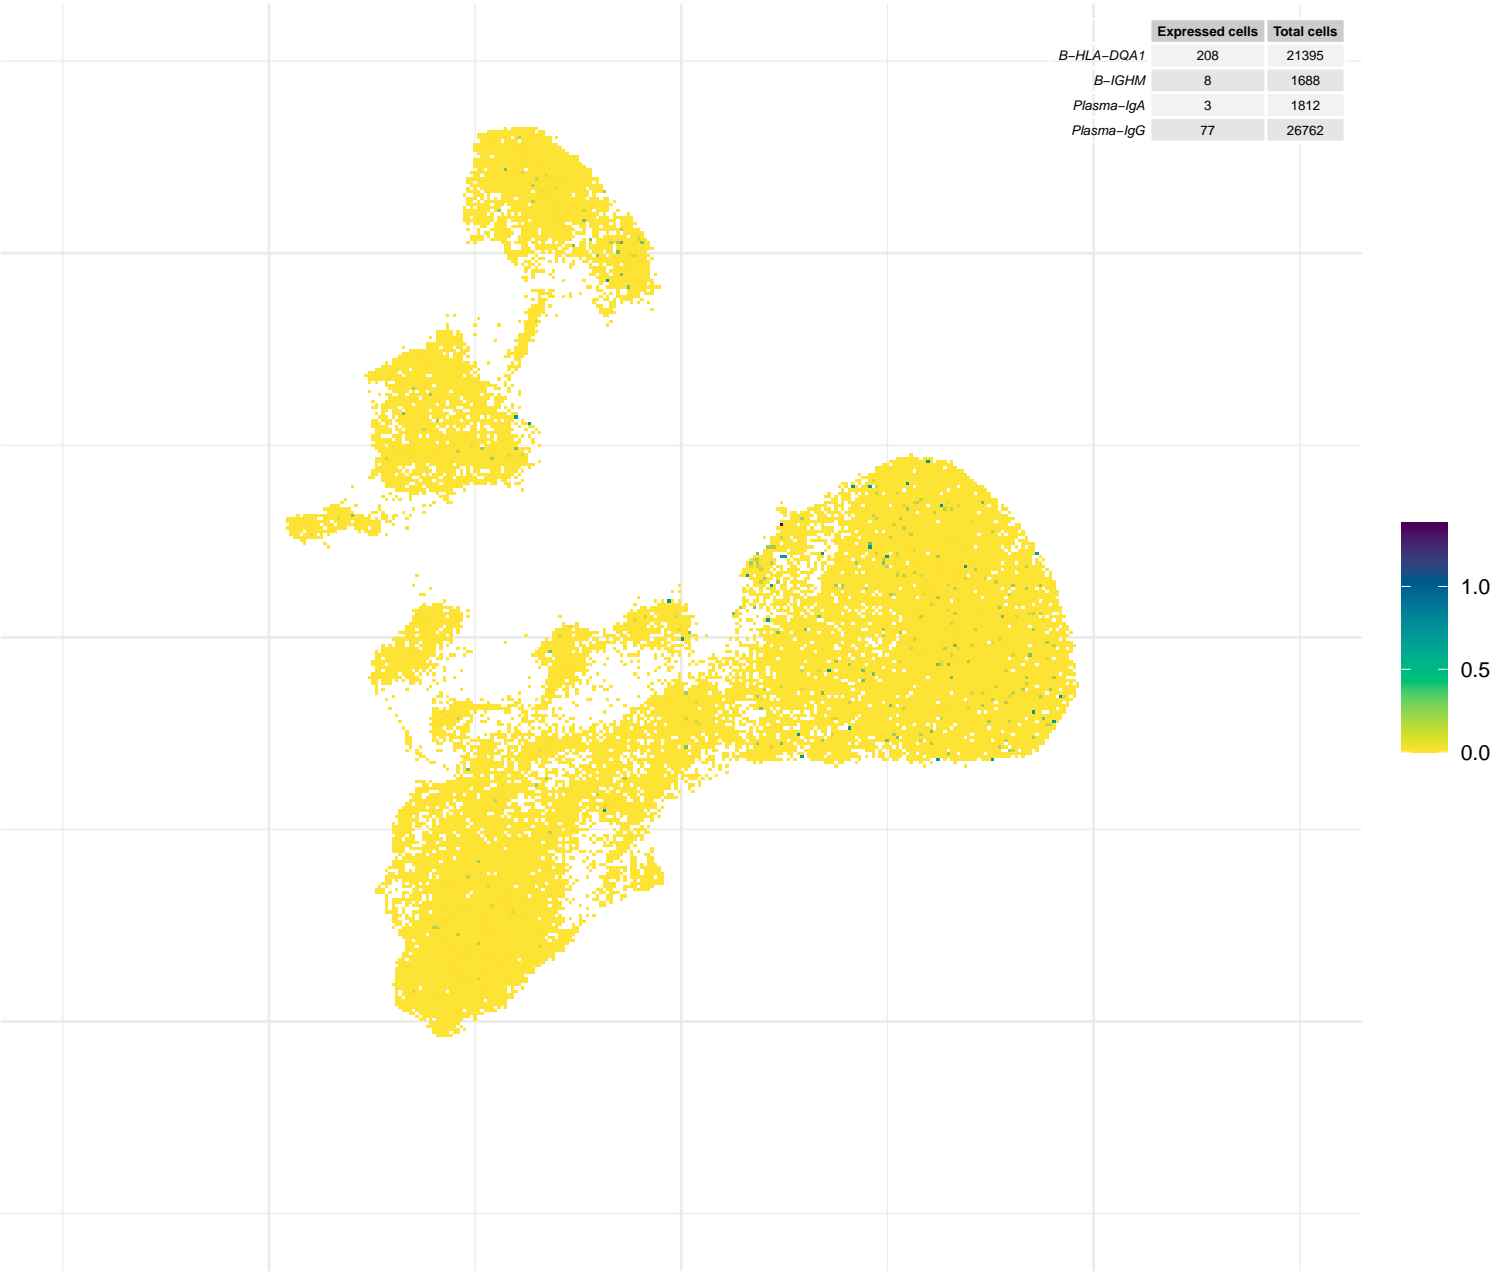 Expressed cells Total cells
B−HLA−DQA1 208 21395
B−IGHM 8 1688
Plasma−IgA 3 1812
Plasma−IgG 77 26762
1.0
0.5
0.0